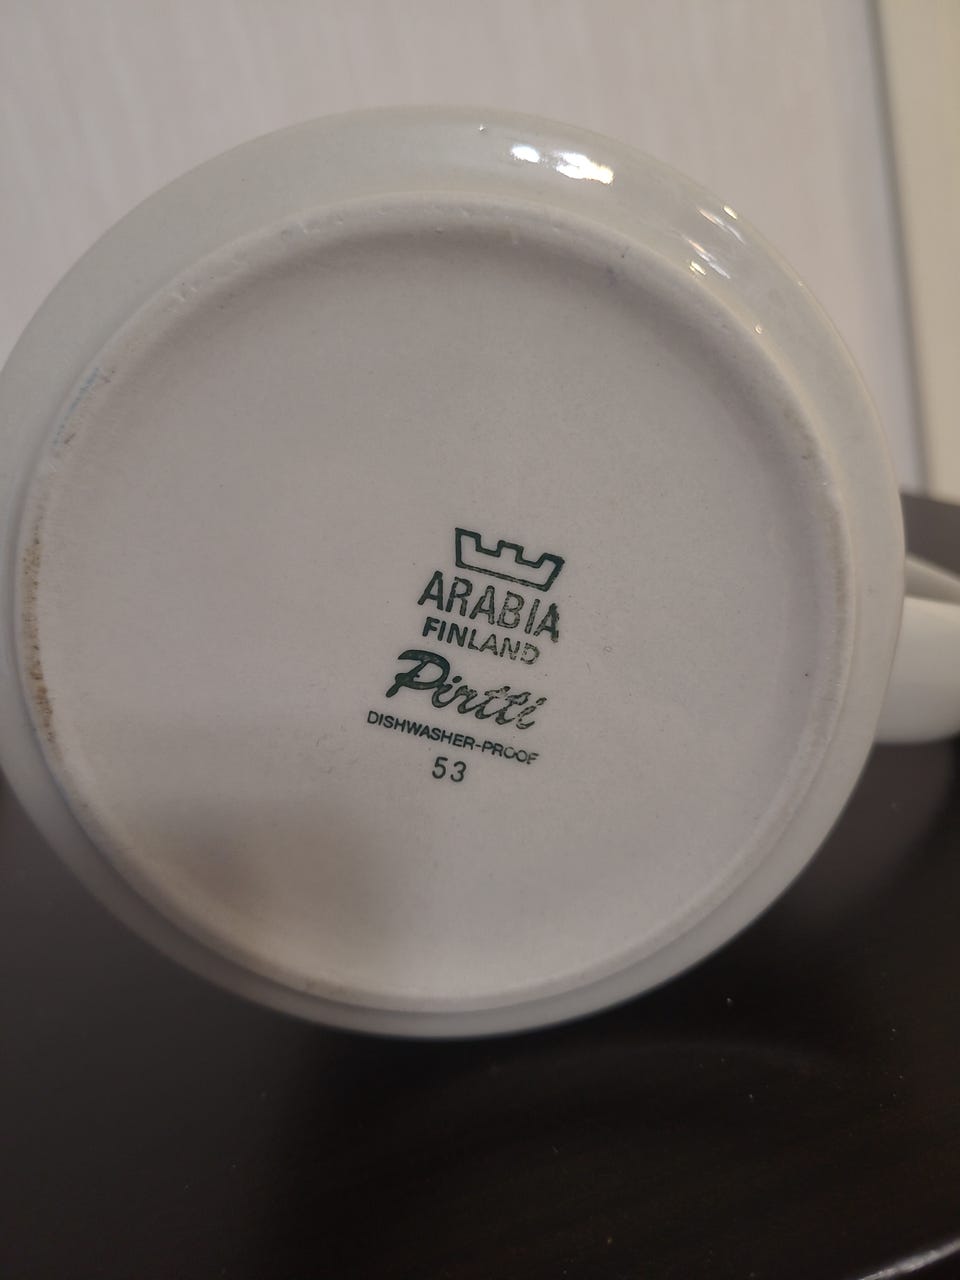 ARABIA
FINLAND
Pirtti
DISHWASHER-PROOF
53